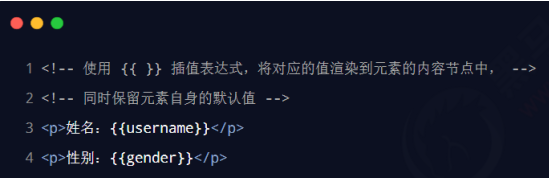 1 <!-- 使用 {{ }} 插值表达式，将对应的值渲染到元素的内容节点中， -->
2 <!-- 同时保留元素自身的默认值 -->
3 <p>姓名：{{username}}</p>
4 <p>性别：{{gender}}</p>